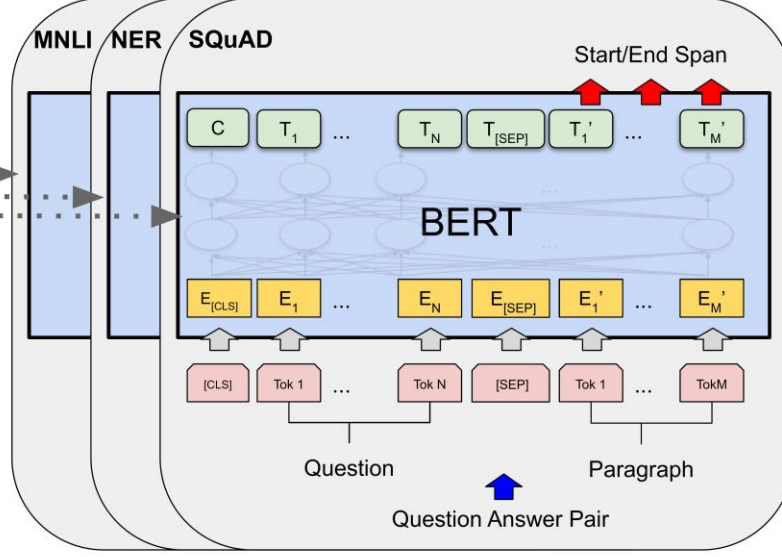 MNLI NER SQuAD
Start/End Span
C T1 ... TN T[SEP] T1' ... TM'
...
BERT
...
E[CLS] E1 ... EN E[SEP] E1' ... EM'
[CLS] Tok 1 ... Tok N [SEP] Tok 1 ... TokM
Question Paragraph
Question Answer Pair